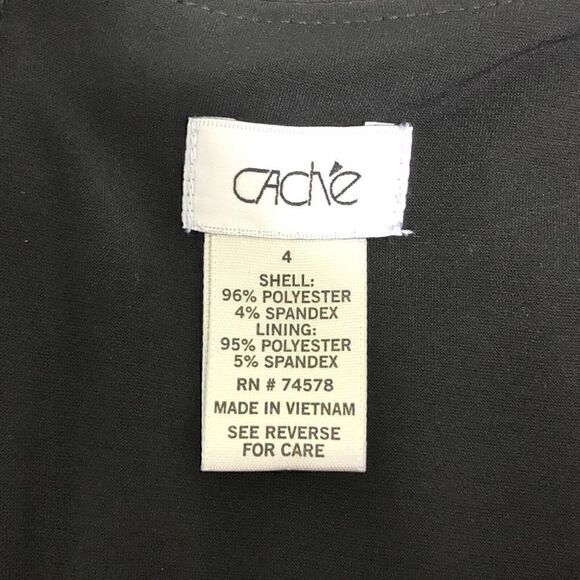 CAChé
4
SHELL:
96% POLYESTER
4% SPANDEX
LINING:
95% POLYESTER
5% SPANDEX
RN # 74578
MADE IN VIETNAM
SEE REVERSE
FOR CARE